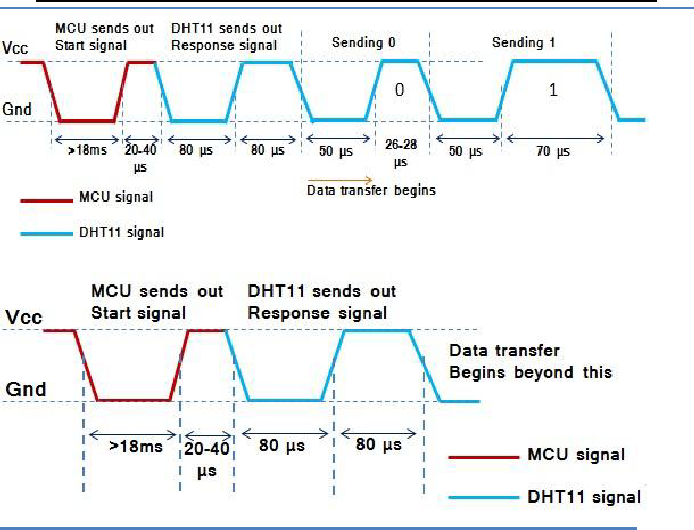 MCU sends out DHT11 sends out
Start signal Response signal
Sending 0 Sending 1
Vcc
0 1
Gnd
>18ms 20-40 µs 80 µs 80 µs 50 µs 26-28 µs 50 µs 70 µs
Data transfer begins
MCU signal
DHT11 signal
MCU sends out DHT11 sends out
Start signal Response signal
Vcc
Data transfer
Begins beyond this
Gnd
>18ms 20-40 µs 80 µs 80 µs
MCU signal
DHT11 signal